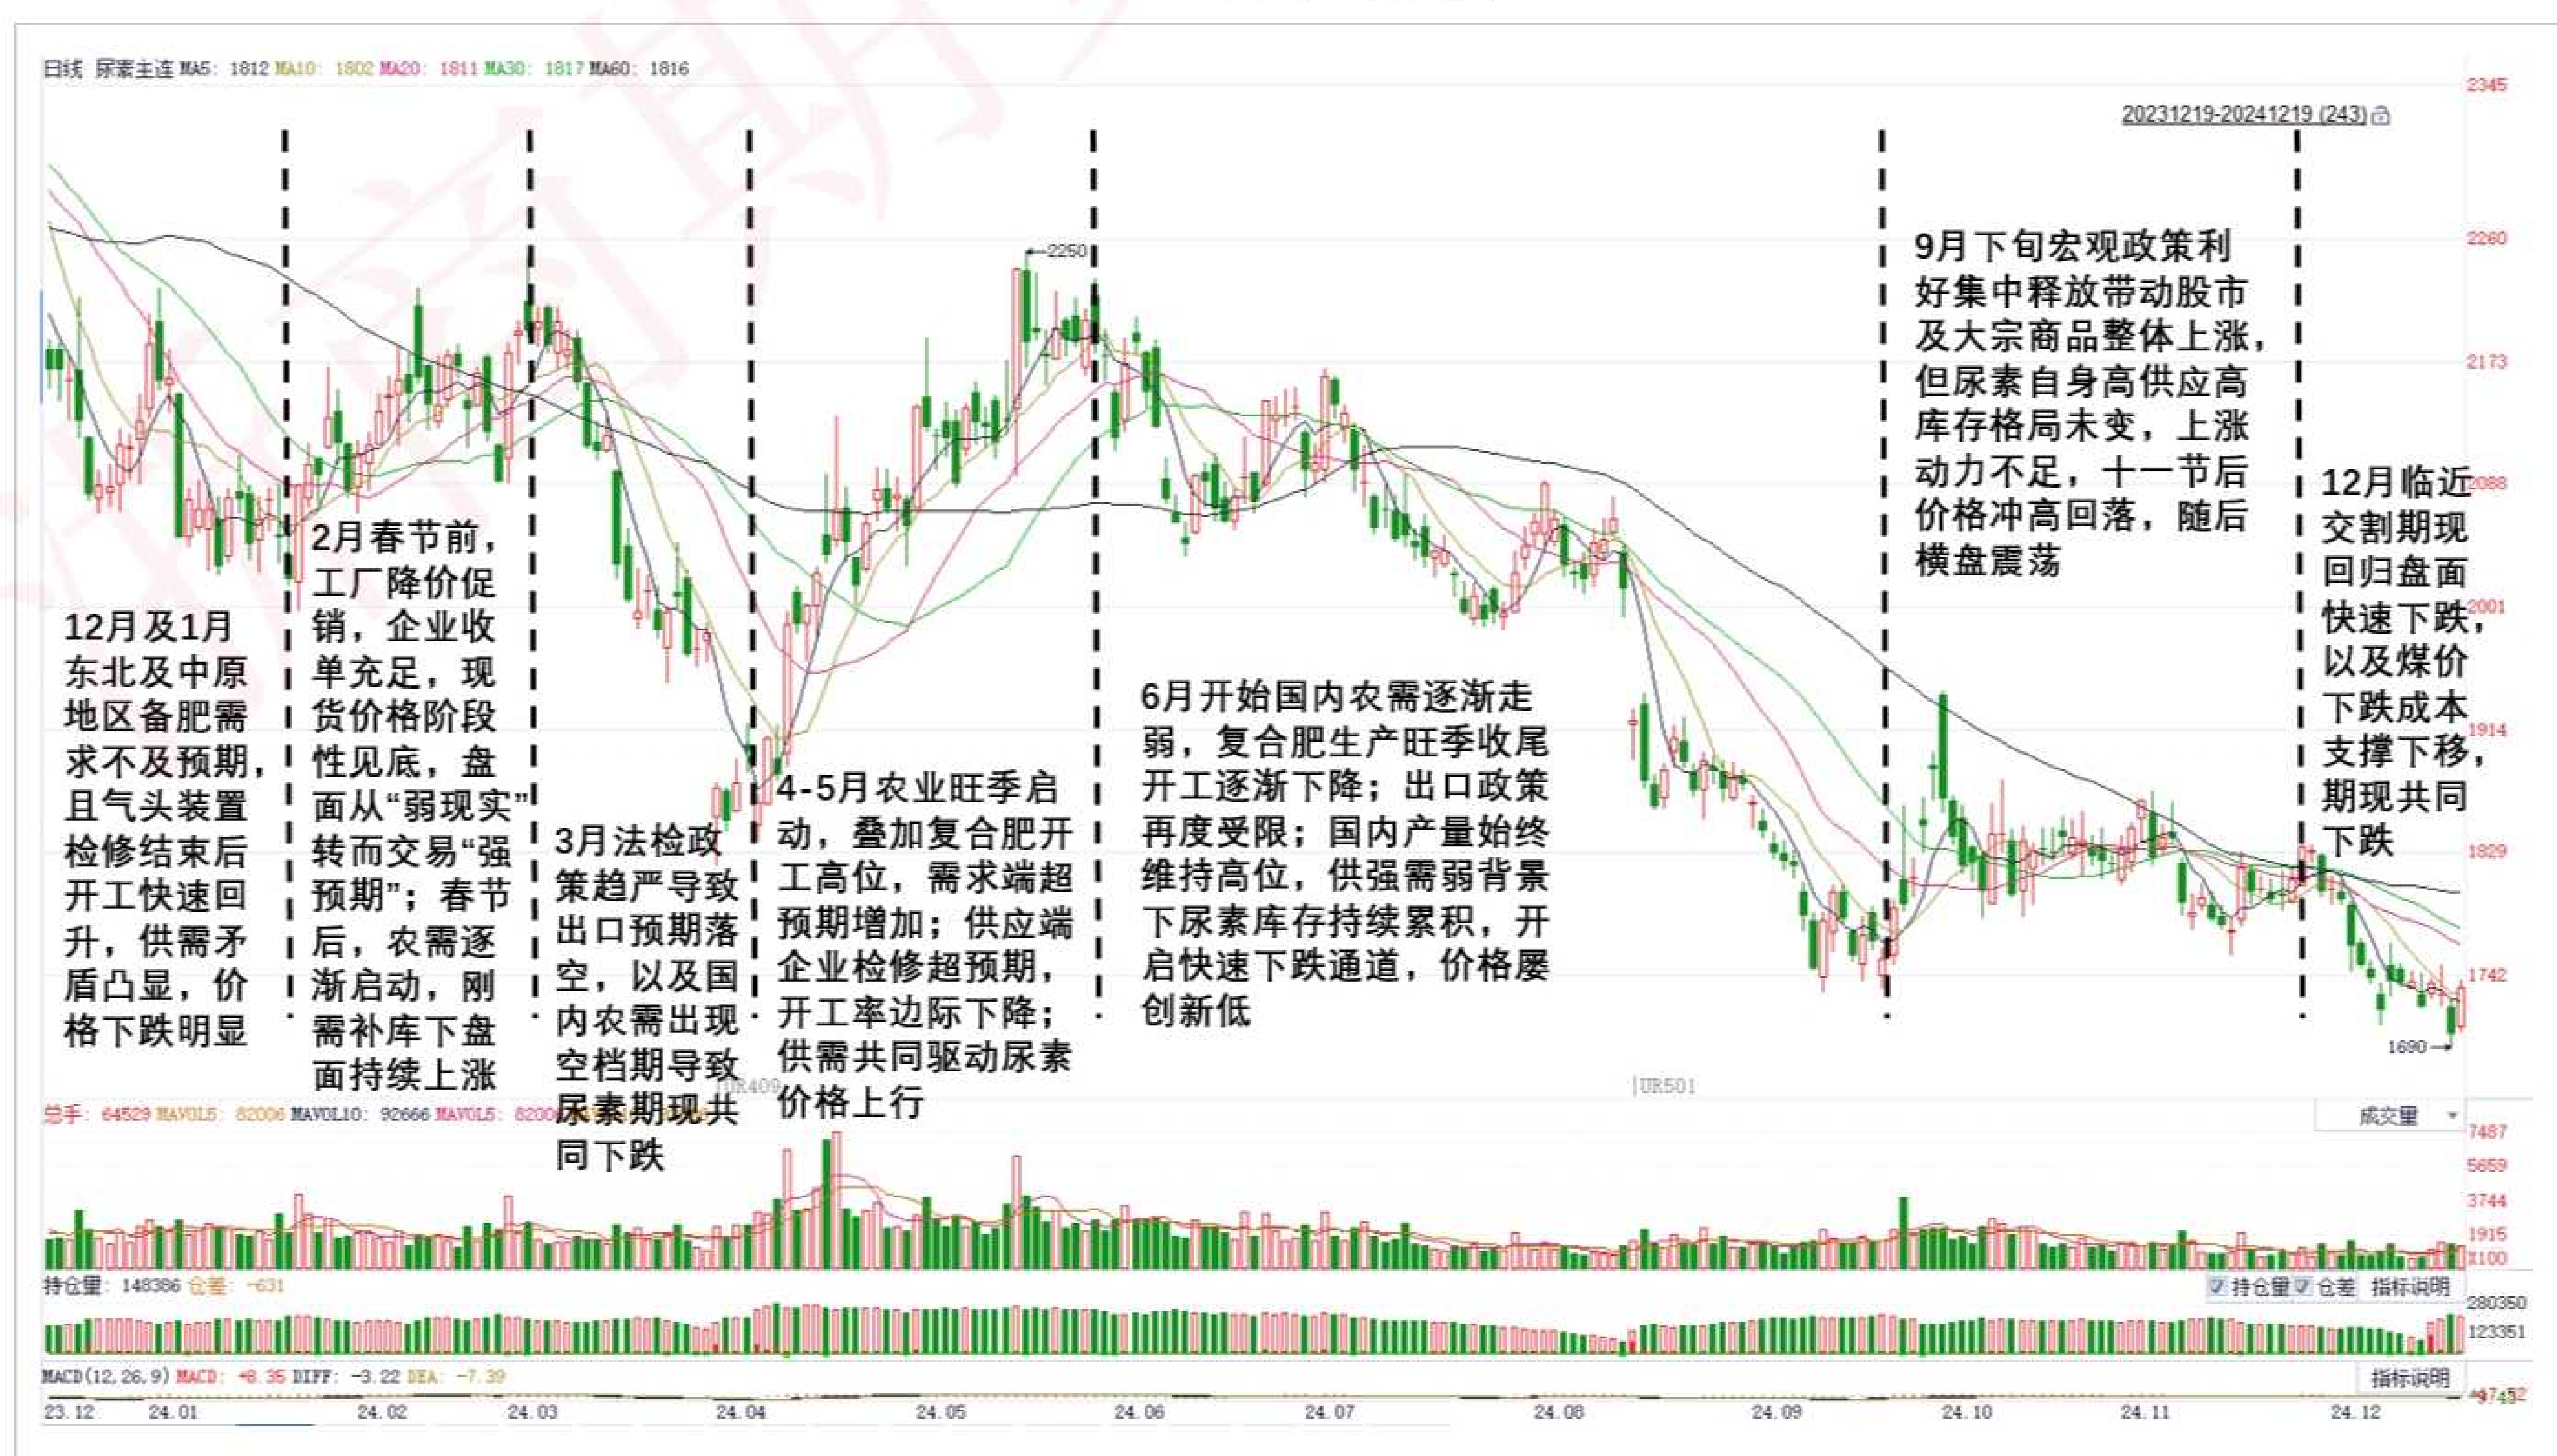 日线 尿素主连 MA5: 1812 MA10: 1802 MA20: 1811 MA30: 1817 MA60: 1816
2345
20231219-20241219 (243)
2260
2173
2088
2001
1914
1829
1742
2250
1690
12月及1月
东北及中原
地区备肥需
求不及预期，
且气头装置
检修结束后
开工快速回
升，供需矛
盾凸显，价
格下跌明显
2月春节前，
工厂降价促
销，企业收
单充足，现
货价格阶段
性见底，盘
面从“弱现实”
转而交易“强
预期”；春节
后，农需逐
渐启动，刚
需补库下盘
面持续上涨
3月法检政
策趋严导致
出口预期落
空，以及国
内农需出现
空档期导致
尿素期现共
同下跌
4-5月农业旺季启
动，叠加复合肥开
工高位，需求端超
预期增加；供应端
企业检修超预期，
开工率边际下降；
供需共同驱动尿素
价格上行
6月开始国内农需逐渐走
弱，复合肥生产旺季收尾
开工逐渐下降；出口政策
再度受限；国内产量始终
维持高位，供强需弱背景
下尿素库存持续累积，开
启快速下跌通道，价格屡
创新低
9月下旬宏观政策利
好集中释放带动股市
及大宗商品整体上涨，
但尿素自身高供应高
库存格局未变，上涨
动力不足，十一节后
价格冲高回落，随后
横盘震荡
12月临近
交割期现
回归盘面
快速下跌，
以及煤价
下跌成本
支撑下移，
期现共同
下跌
UR409
UR501
总手: 64529 MAVOL5: 82006 MAVOL10: 92666 MAVOL5: 82006
成交量
7487
5659
3744
1915
X100
持仓量: 148386 仓差: -631
持仓量 仓差 指标说明
280350
123351
MACD(12,26,9) MACD: +8.35 DIFF: -3.22 DEA: -7.39
指标说明
23.12 24.01 24.02 24.03 24.04 24.05 24.06 24.07 24.08 24.09 24.10 24.11 24.12